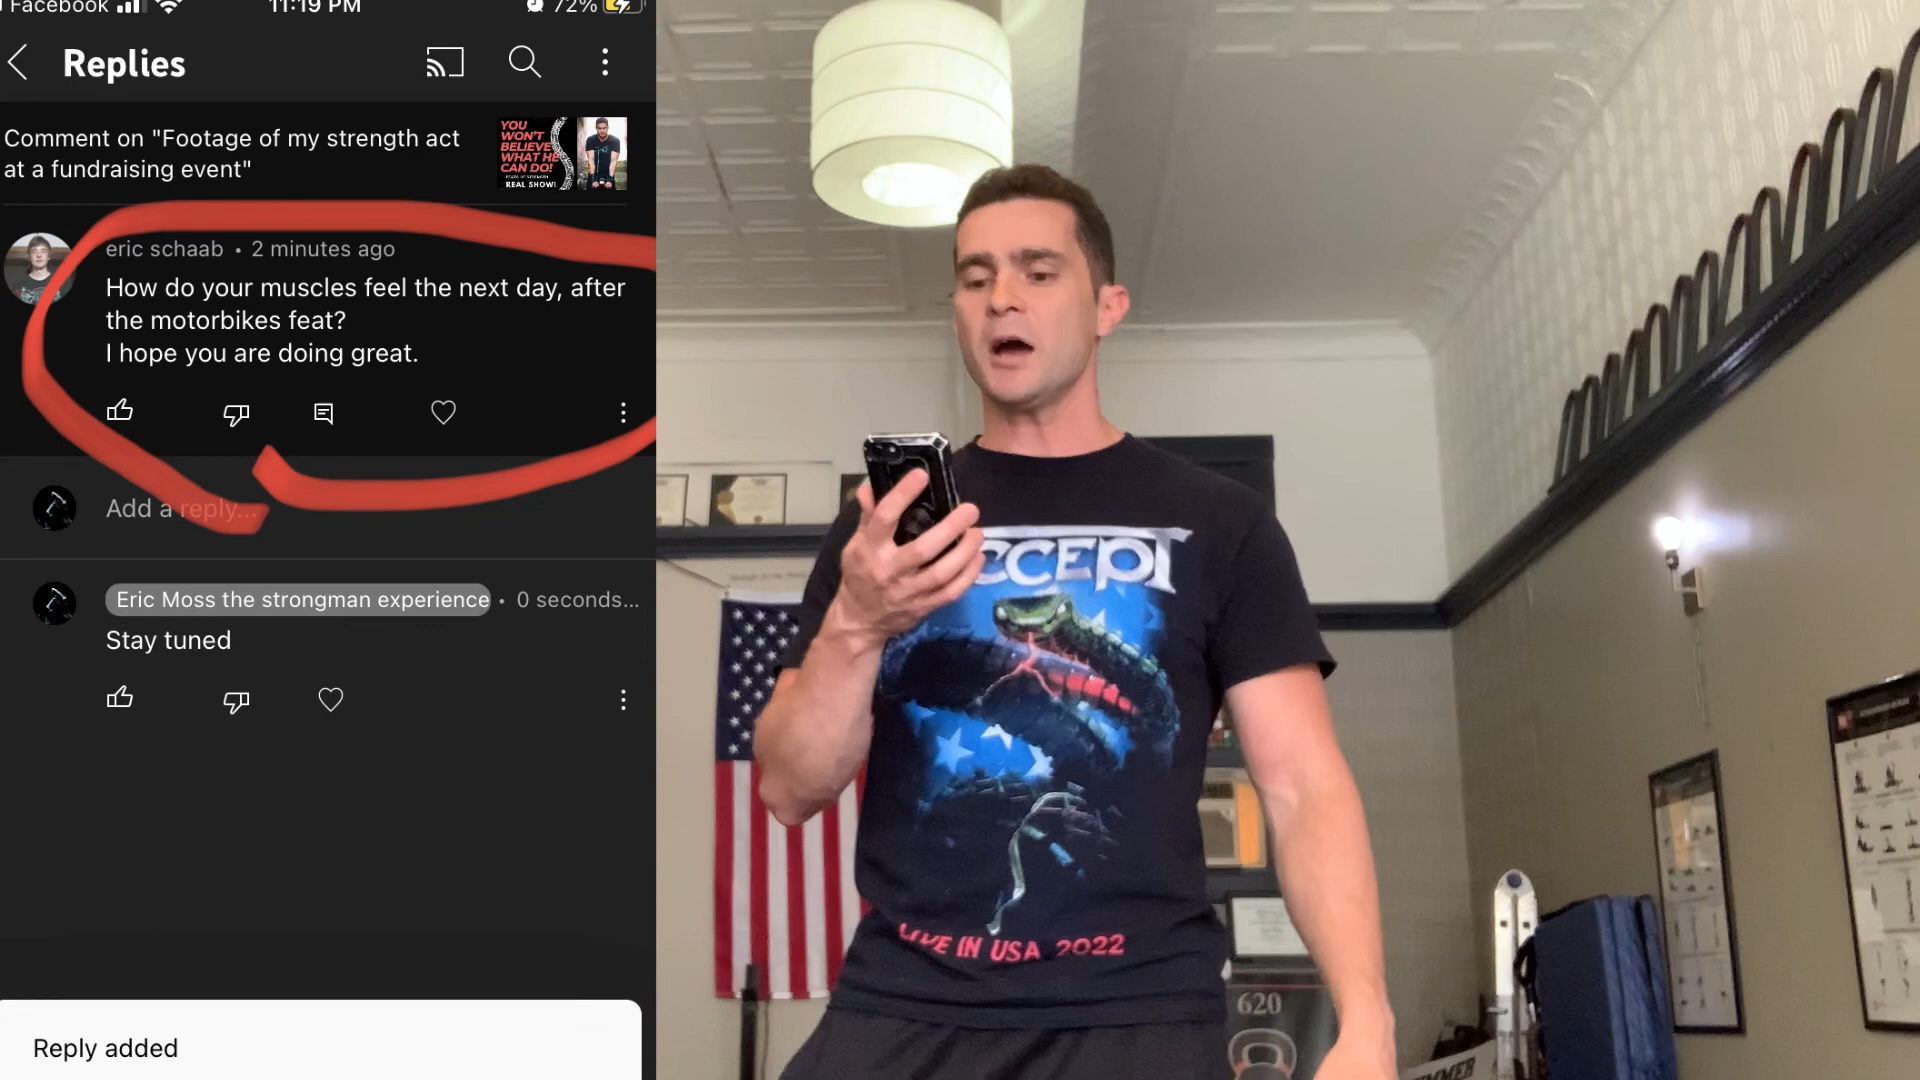 Facebook 11:19 PM 72%
Replies
Comment on "Footage of my strength act
at a fundraising event"
YOU
WON'T
BELIEVE
WHAT HE
CAN DO!
REAL SHOW!
eric schaab • 2 minutes ago
How do your muscles feel the next day, after
the motorbikes feat?
I hope you are doing great.
Add a reply...
Eric Moss the strongman experience • 0 seconds...
Stay tuned
Reply added
CCEPT
LIVE IN USA 2022
620